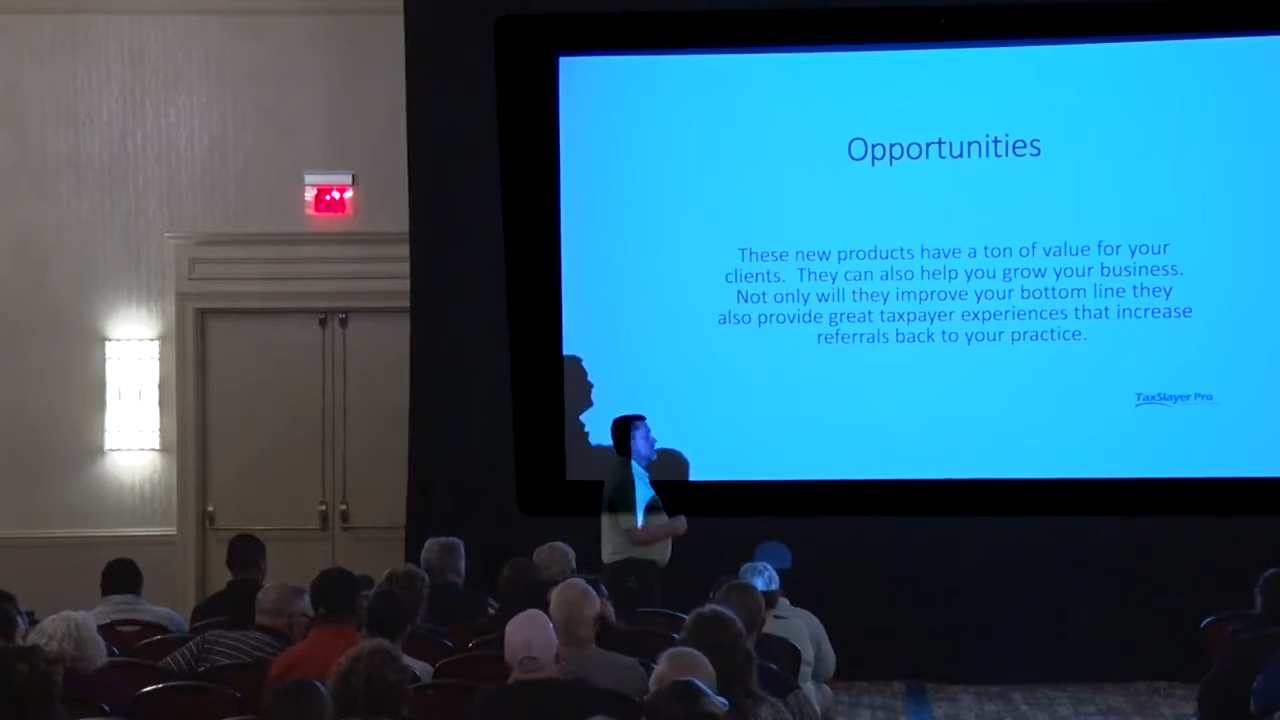 Opportunities
These new products have a ton of value for your
clients. They can also help you grow your business.
Not only will they improve your bottom line they
also provide great taxpayer experiences that increase
referrals back to your practice.
TaxSlayer Pro